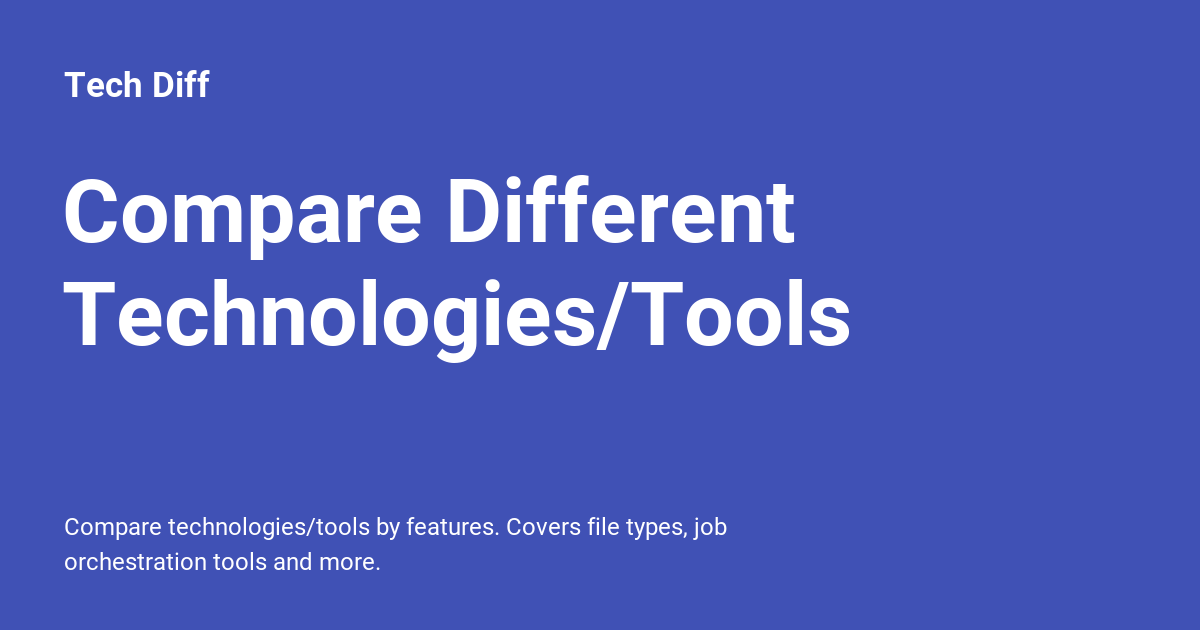 Tech Diff
Compare Different
Technologies/Tools
Compare technologies/tools by features. Covers file types, job
orchestration tools and more.